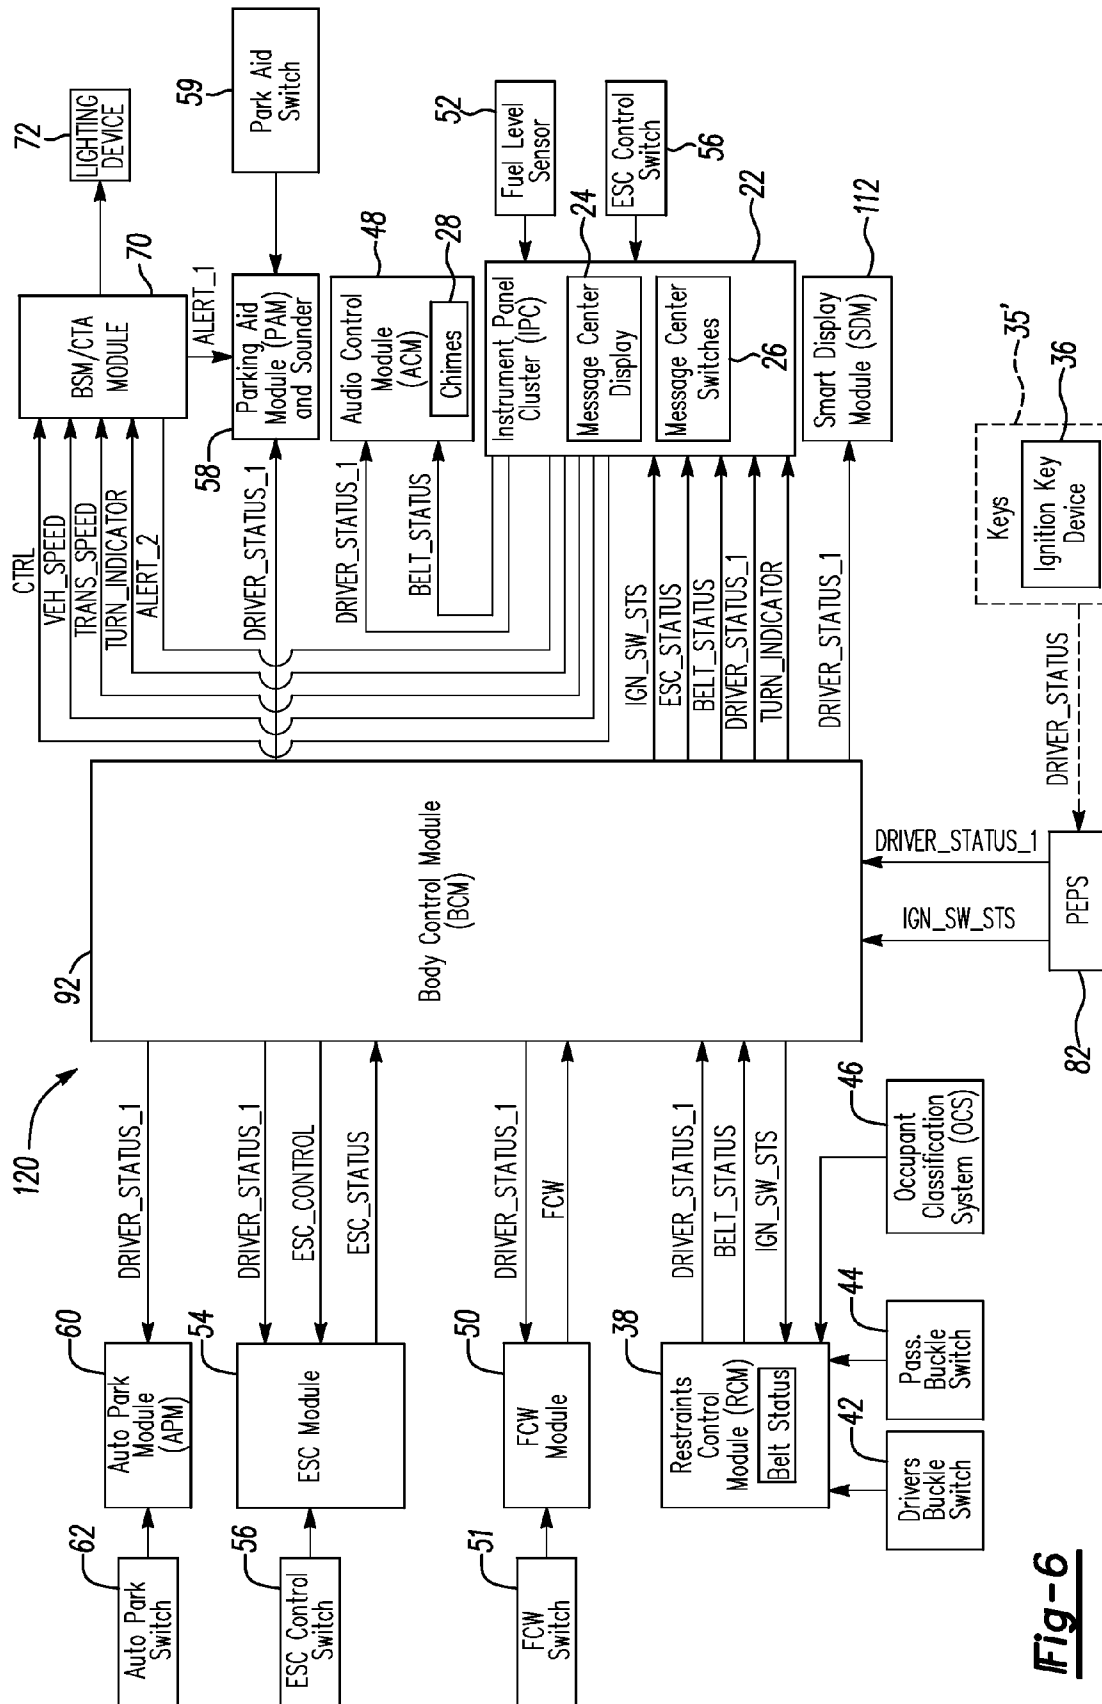 120
62
Auto Park
Switch
60
Auto Park
Module
(APM)
DRIVER_STATUS_1
56
ESC Control
Switch
54
ESC Module
DRIVER_STATUS_1
ESC_CONTROL
ESC_STATUS
51
FCW
Switch
50
FCW
Module
DRIVER_STATUS_1
FCW
38
Restraints
Control
Module (RCM)
Belt Status
DRIVER_STATUS_1
BELT_STATUS
IGN_SW_STS
42
Drivers
Buckle
Switch
44
Pass.
Buckle
Switch
46
Occupant
Classification
System (OCS)
92
Body Control Module
(BCM)
82
PEPS
IGN_SW_STS
DRIVER_STATUS_1
DRIVER_STATUS
35'
Keys
36
Ignition Key
Device
CTRL
VEH_SPEED
TRANS_SPEED
TURN_INDICATOR
ALERT_2
70
BSM/CTA
MODULE
72
LIGHTING
DEVICE
ALERT_1
DRIVER_STATUS_1
58
Parking Aid
Module (PAM)
and Sounder
59
Park Aid
Switch
DRIVER_STATUS_1
BELT_STATUS
48
Audio Control
Module
(ACM)
28
Chimes
52
Fuel Level
Sensor
56
ESC Control
Switch
22
Instrument Panel
Cluster (IPC)
24
Message Center
Display
26
Message Center
Switches
IGN_SW_STS
ESC_STATUS
BELT_STATUS
DRIVER_STATUS_1
TURN_INDICATOR
DRIVER_STATUS_1
112
Smart Display
Module (SDM)
Fig-6